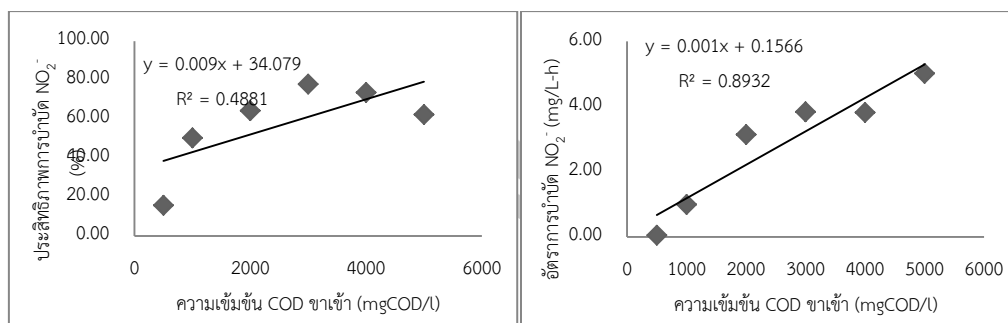 100.00
80.00
60.00
40.00
20.00
0.00
ประสิทธิภาพการบำบัด NO₂⁻
(%)
y = 0.009x + 34.079
R² = 0.4881
0
2000
4000
6000
ความเข้มข้น COD ขาเข้า (mgCOD/l)
6.00
4.00
2.00
0.00
อัตราการบำบัด NO₂⁻ (mg/L-h)
y = 0.001x + 0.1566
R² = 0.8932
0
1000
2000
3000
4000
5000
6000
ความเข้มข้น COD ขาเข้า (mgCOD/l)